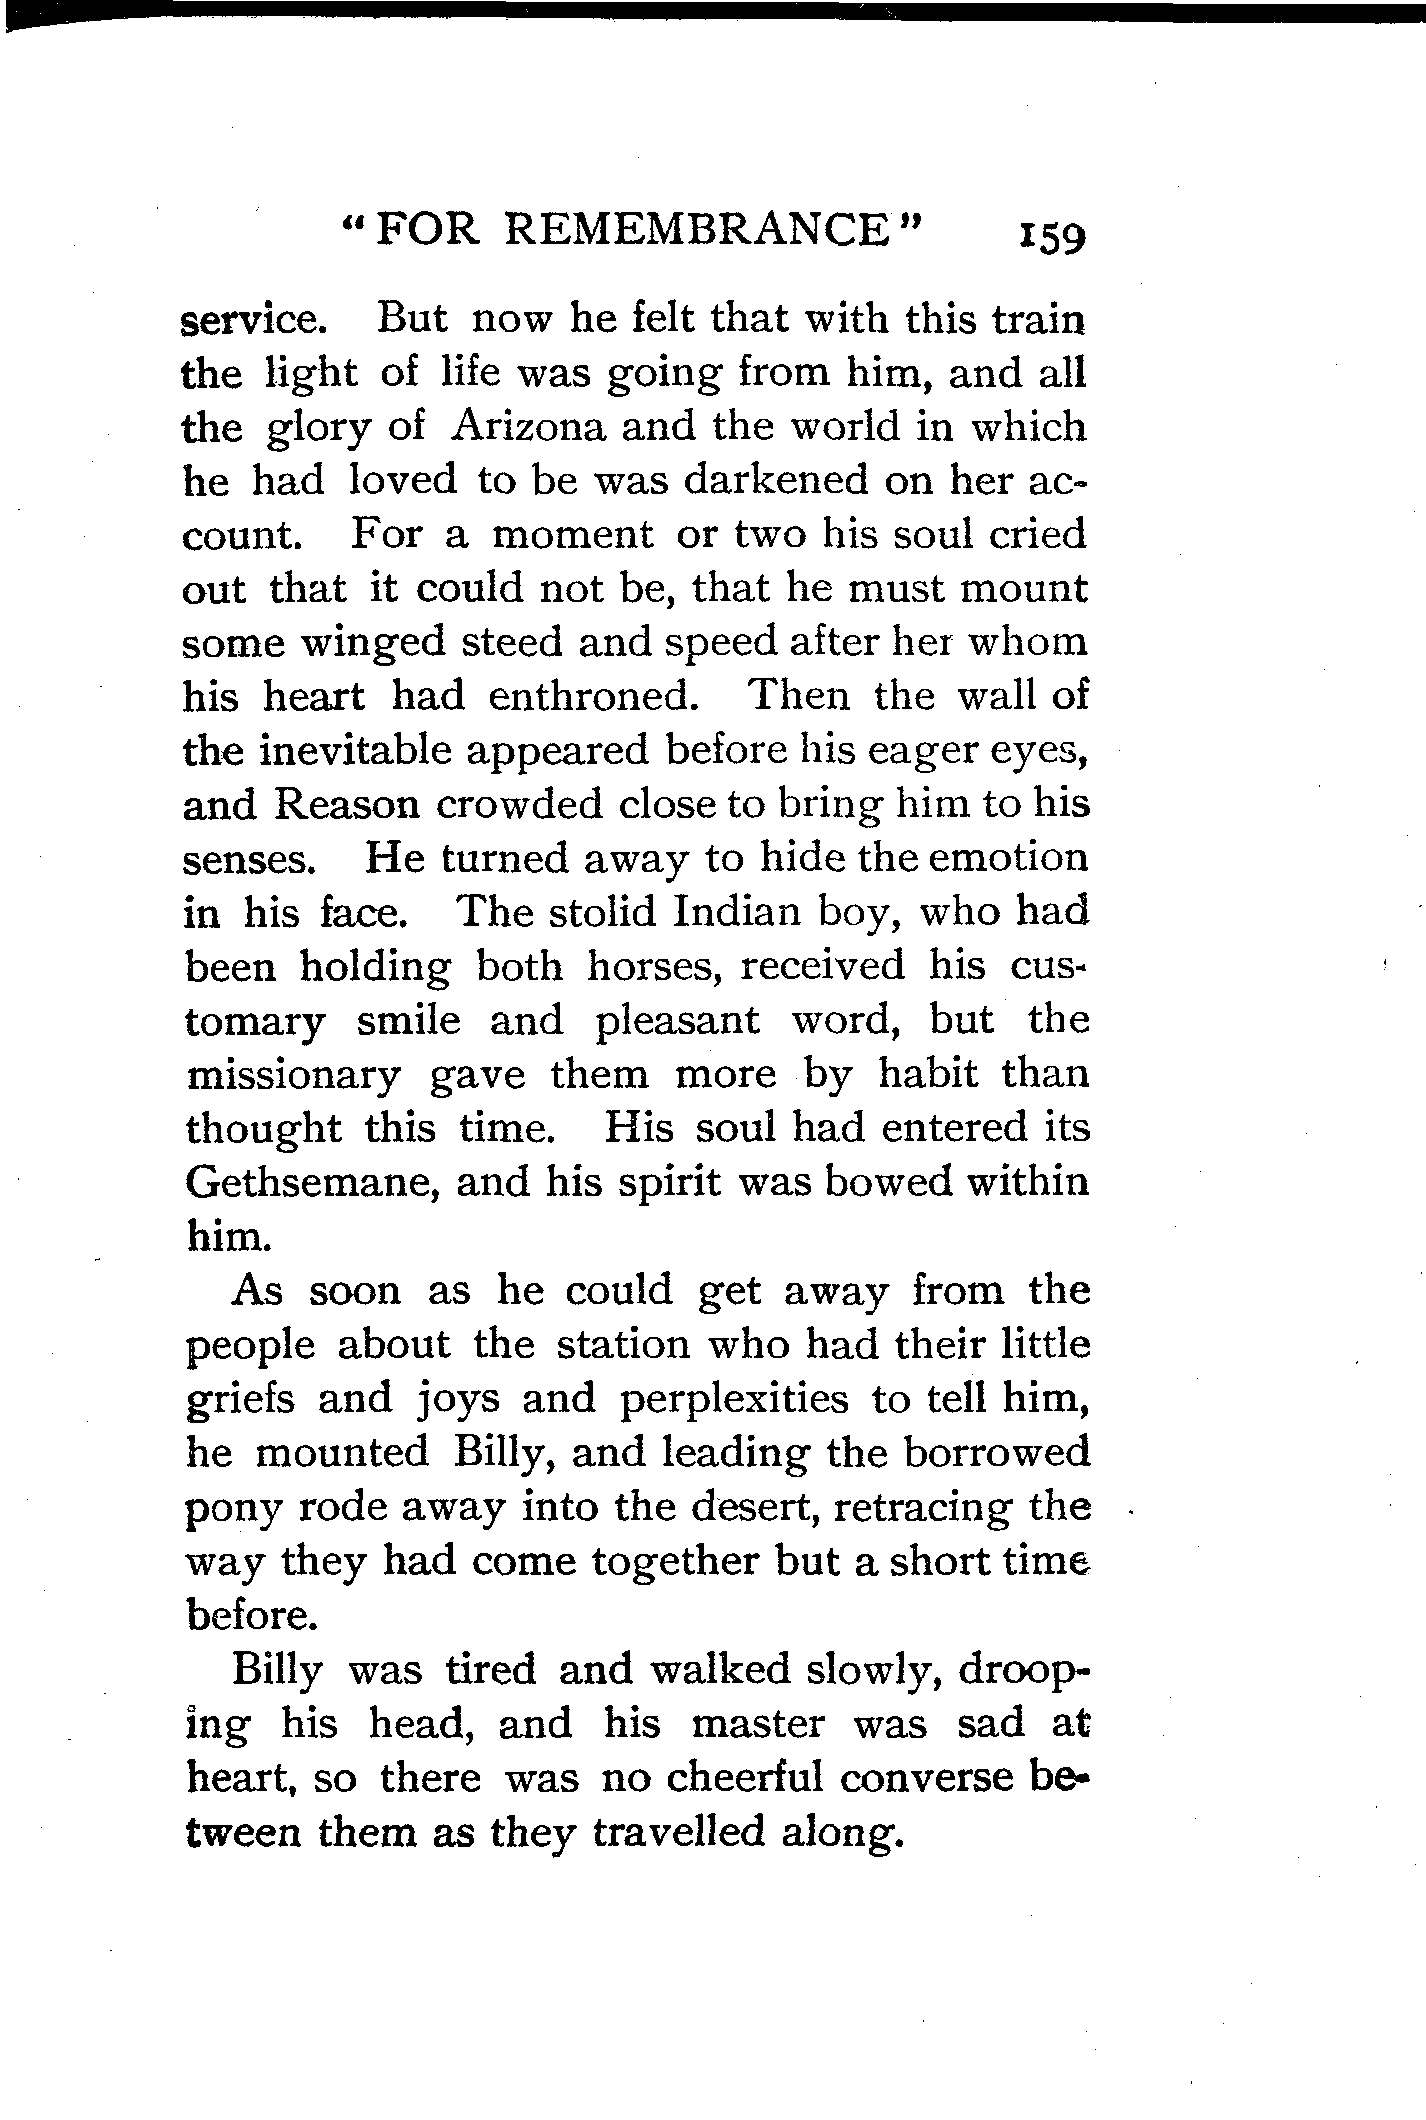 "FOR REMEMBRANCE" 159
service. But now he felt that with this train
the light of life was going from him, and all
the glory of Arizona and the world in which
he had loved to be was darkened on her ac-
count. For a moment or two his soul cried
out that it could not be, that he must mount
some winged steed and speed after her whom
his heart had enthroned. Then the wall of
the inevitable appeared before his eager eyes,
and Reason crowded close to bring him to his
senses. He turned away to hide the emotion
in his face. The stolid Indian boy, who had
been holding both horses, received his cus-
tomary smile and pleasant word, but the
missionary gave them more by habit than
thought this time. His soul had entered its
Gethsemane, and his spirit was bowed within
him.
As soon as he could get away from the
people about the station who had their little
griefs and joys and perplexities to tell him,
he mounted Billy, and leading the borrowed
pony rode away into the desert, retracing the
way they had come together but a short time
before.
Billy was tired and walked slowly, droop-
ing his head, and his master was sad at
heart, so there was no cheerful converse be-
tween them as they travelled along.